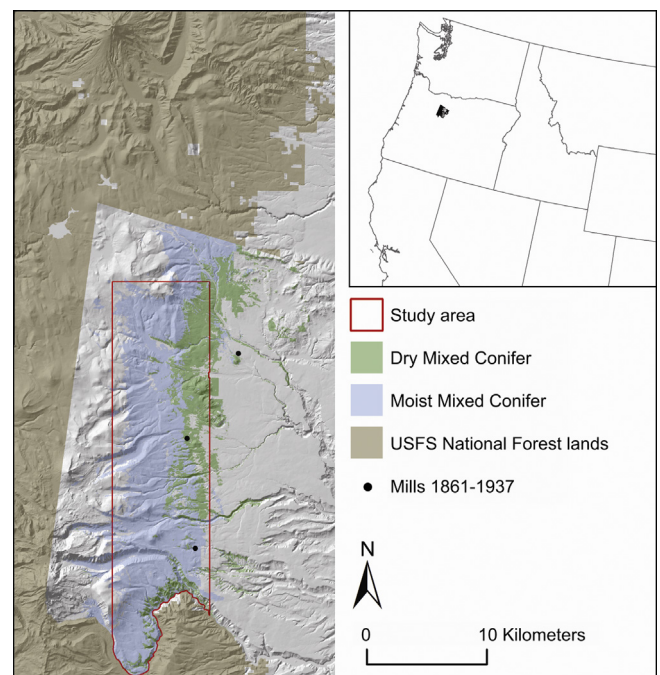 Study area
Dry Mixed Conifer
Moist Mixed Conifer
USFS National Forest lands
Mills 1861-1937
N
0 10 Kilometers